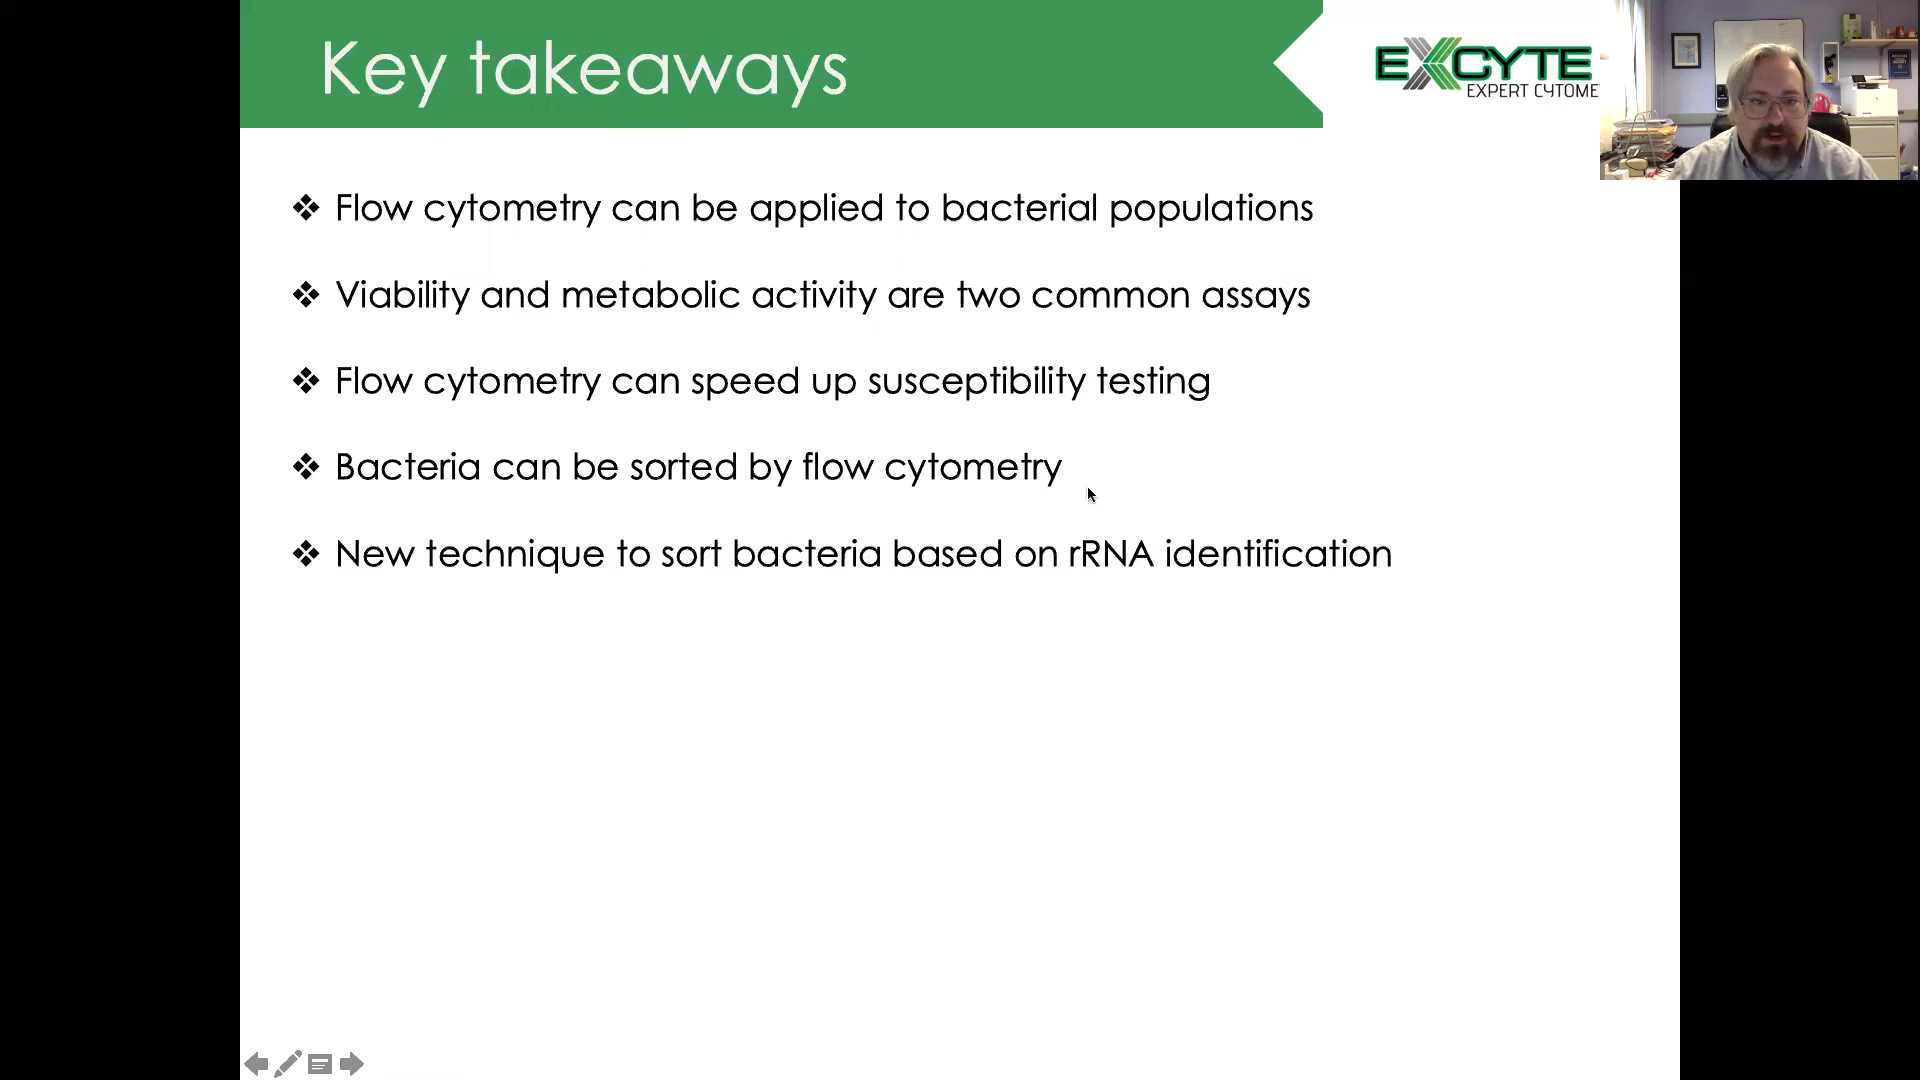 Key takeaways
EXCYTE
EXPERT CYTOME
❖ Flow cytometry can be applied to bacterial populations
❖ Viability and metabolic activity are two common assays
❖ Flow cytometry can speed up susceptibility testing
❖ Bacteria can be sorted by flow cytometry
❖ New technique to sort bacteria based on rRNA identification